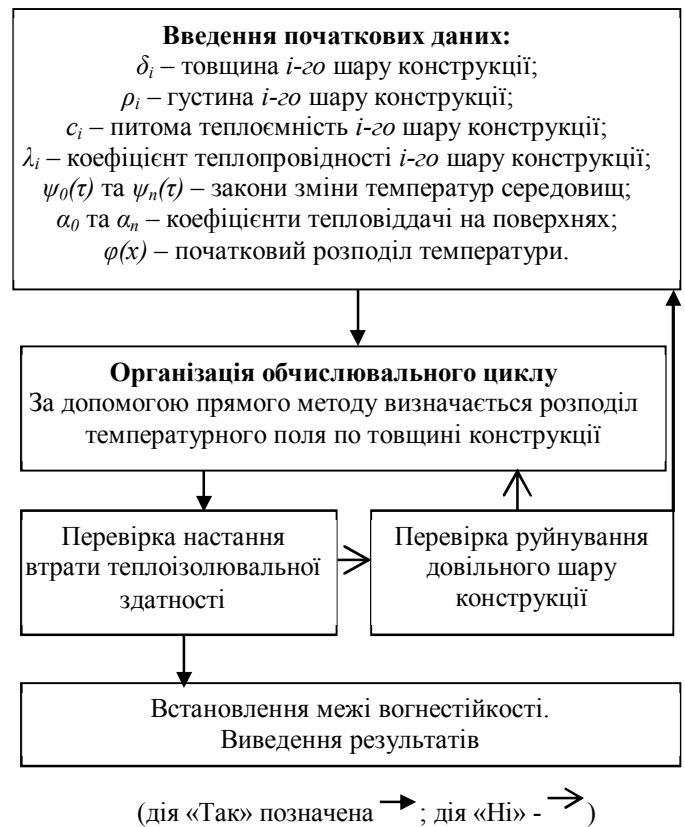 Введення початкових даних:
δi – товщина i-го шару конструкції;
ρi – густина i-го шару конструкції;
ci – питома теплоємність i-го шару конструкції;
λi – коефіцієнт теплопровідності i-го шару конструкції;
ψ0(τ) та ψn(τ) – закони зміни температур середовищ;
α0 та αn – коефіцієнти тепловіддачі на поверхнях;
φ(x) – початковий розподіл температури.
Організація обчислювального циклу
За допомогою прямого методу визначається розподіл
температурного поля по товщині конструкції
Перевірка настання
втрати теплоізолювальної
здатності
Перевірка руйнування
довільного шару
конструкції
Встановлення межі вогнестійкості.
Виведення результатів
(дія «Так» позначена → ; дія «Ні» - → )